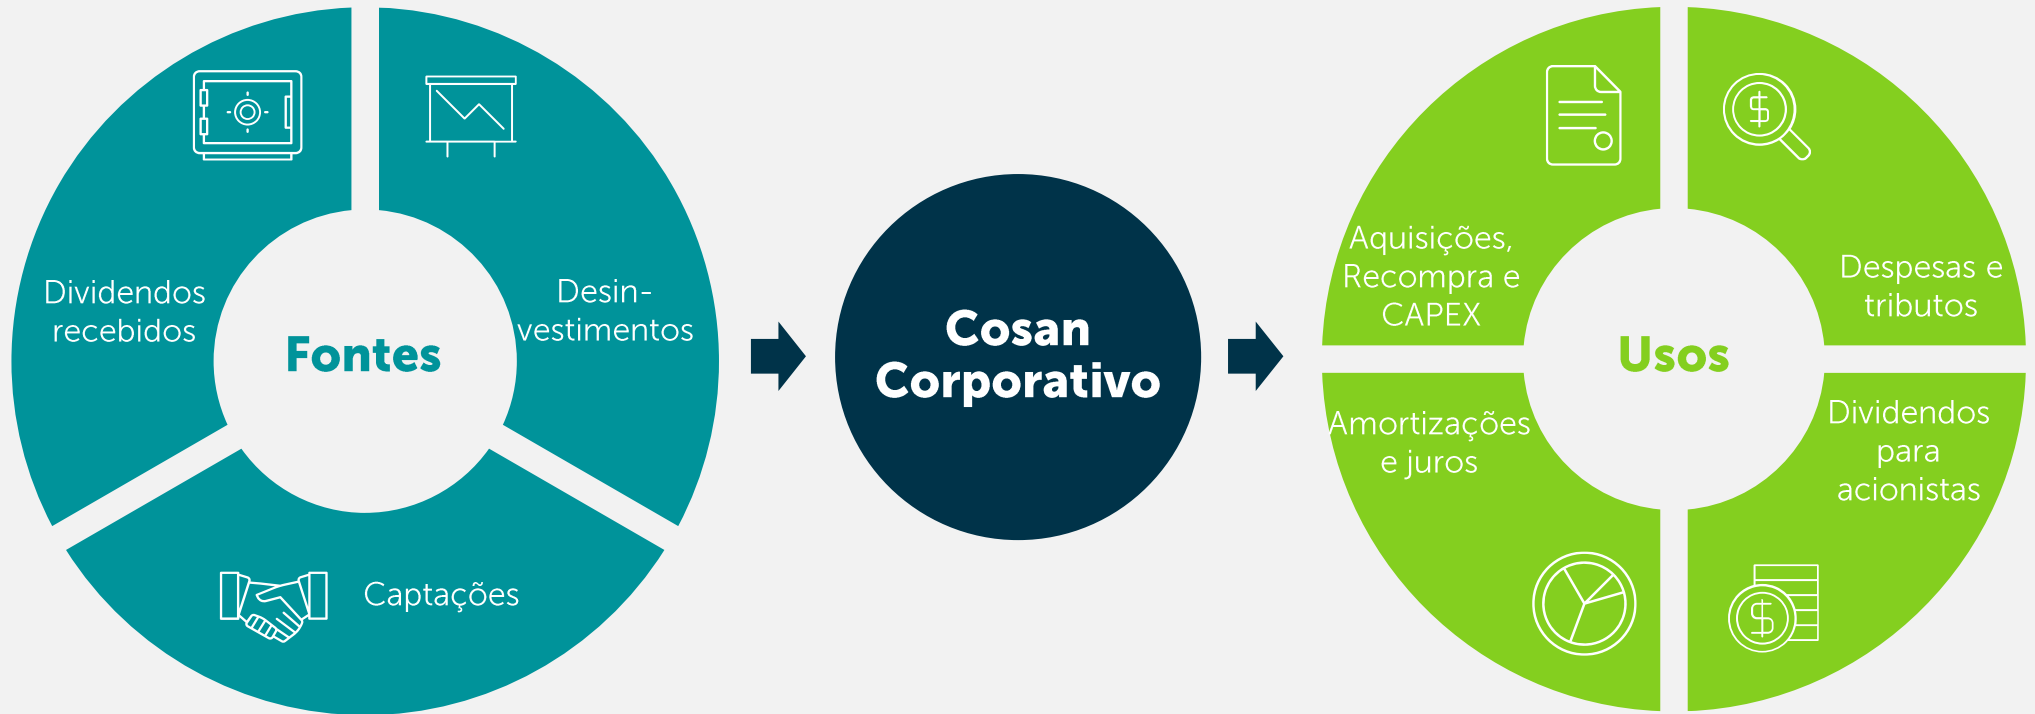 Dividendos
recebidos
Desin-
vestimentos
Fontes
Captações
Cosan
Corporativo
Aquisições,
Recompra e
CAPEX
Despesas e
tributos
Usos
Amortizações
e juros
Dividendos
para
acionistas